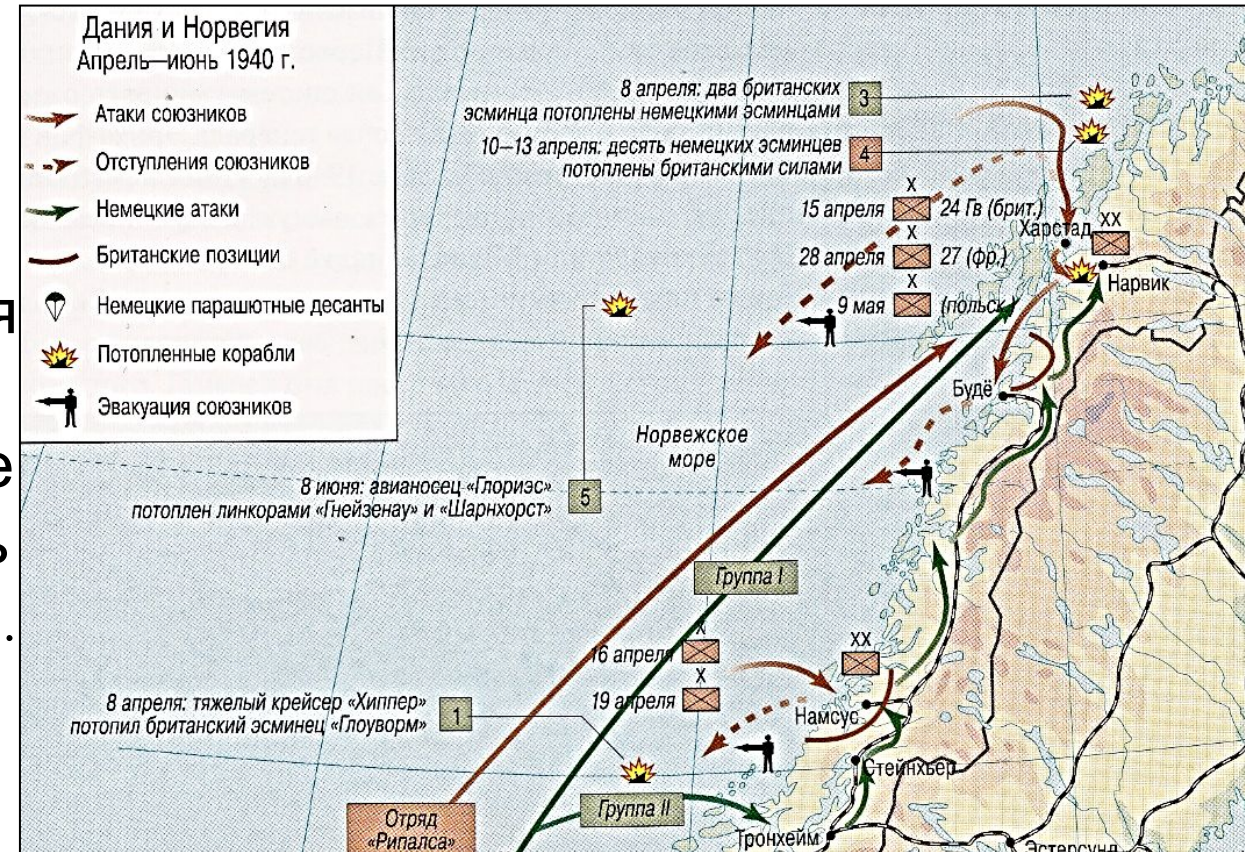 Дания и Норвегия
Апрель—июнь 1940 г.
Атаки союзников
Отступления союзников
Немецкие атаки
Британские позиции
Немецкие парашютные десанты
Потопленные корабли
Эвакуация союзников
я
е
ь
.
8 апреля: два британских
эсминца потоплены немецкими эсминцами
3
10—13 апреля: десять немецких эсминцев
потоплены британскими силами
4
X
15 апреля 24 Гв (брит.)
X
28 апреля 27 (фр.)
X
9 мая (польск.)
Харстад
XX
Нарвик
Будё
Норвежское
море
8 июня: авианосец «Глориэс»
потоплен линкорами «Гнейзенау» и «Шарнхорст»
5
Группа I
X
16 апреля
X
19 апреля
XX
Намсус
8 апреля: тяжелый крейсер «Хиппер»
потопил британский эсминец «Глоуворм»
1
Стейнхьер
Группа II
Отряд
«Рипалса»
Тронхейм
Эстерсунд